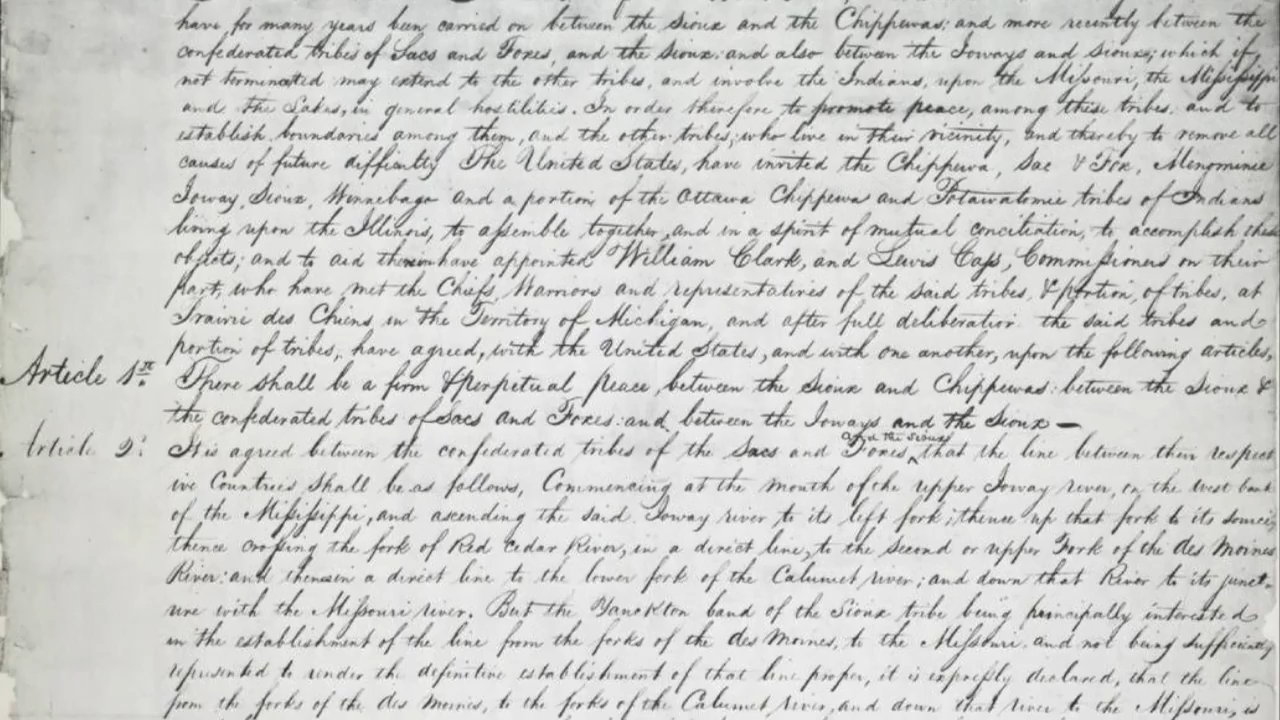 have for many years been carried on between the Sioux and the Chippewas; and more recently between the
confederated tribes of Sacs and Foxes, and the Sioux; and also between the Ioways and Sioux; which if
not terminated may extend to the other tribes, and involve the Indians, upon the Missouri, the Mississippi
and the Lakes, in general hostilities. In order therefore to promote peace, among these tribes, and to
establish boundaries among them, and the other tribes, who live in their vicinity, and thereby to remove all
causes of future difficulty The United States, have invited the Chippewa, Sac & Fox, Menominie
Ioway, Sioux, Winnebago and a portion of the Ottawa Chippewa and Potawatomie tribes of Indians
living upon the Illinois, to assemble together, and in a spirit of mutual conciliation, to accomplish these
objects; and to aid therein have appointed William Clark, and Lewis Cass, Commissioners on their
part, who have met the Chiefs Warriors and representatives of the said tribes, & portion, of tribes, at
Prairie des Chiens, in the Territory of Michigan, and after full deliberation the said tribes and
portion of tribes, have agreed, with the United States, and with one another, upon the following articles.
Article 1st There shall be a firm & perpetual peace between the Sioux and Chippewas: between the Sioux &
the confederated tribes of Sacs and Foxes: and between the Ioways and the Sioux —
and the Sioux
Article 2d It is agreed between the confederated tribes of the Sacs and Foxes, that the line between their respect
ive Countries shall be as follows, Commencing at the mouth of the upper Ioway river, on the west bank
of the Mississippi, and ascending the said Ioway river to its left fork; thence up that fork to its source;
thence crossing the fork of Red Cedar River, in a direct line, to the second or upper Fork of the des Moines
River: and thence in a direct line to the lower fork of the Calumet river; and down that River to its junct-
ure with the Missouri river. But the Yanckton band of the Sioux tribe being principally interested
in the establishment of the line from the forks of the des Moines, to the Missouri, and not being sufficiently
represented to render the definitive establishment of that line proper, it is expressly declared, that the line
from the forks of the des Moines, to the forks of the Calumet river, and down that river to the Missouri, is